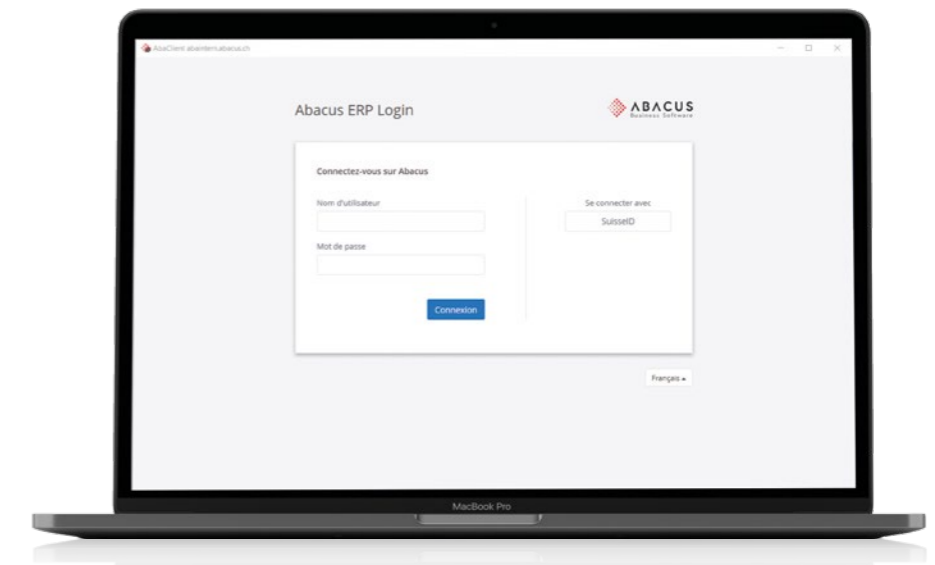 AbaClient abaintern.abacus.ch
Abacus ERP Login
ABACUS
Business Software
Connectez-vous sur Abacus
Nom d'utilisateur
Se connecter avec
SuisseID
Mot de passe
Connexion
Français
MacBook Pro